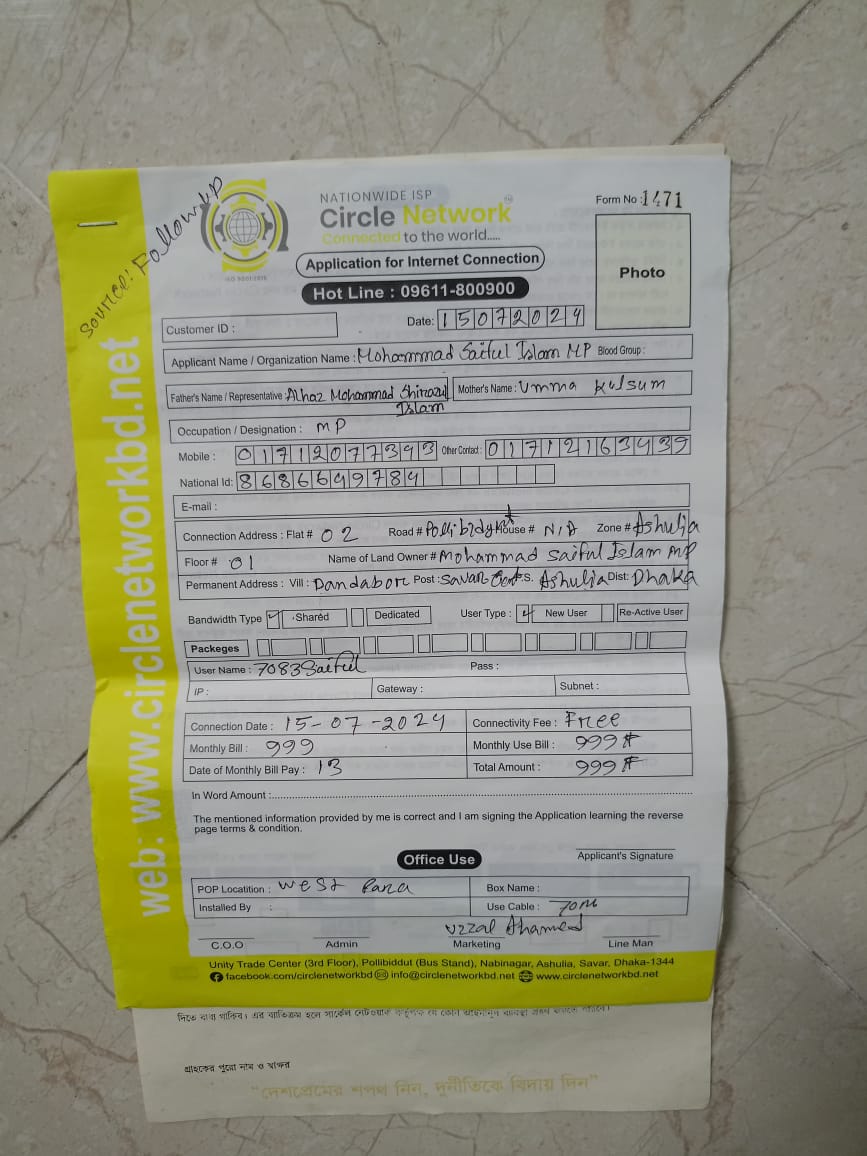 NATIONWIDE ISP
Circle Network
Connected to the world.....
Form No : 1471
Source: Follow up
ISO 9001:2015
Application for Internet Connection
Hot Line : 09611-800900
Photo
Customer ID :
Date: 15072024
Applicant Name / Organization Name : Mohammad Saiful Islam MP Blood Group :
Father's Name / Representative : Alhaz Mohammad Shirazul Islam
Mother's Name : Umma Kulsum
Occupation / Designation : MP
Mobile : 01712077393 Other Contact : 01712163439
National Id: 8686649784
E-mail :
Connection Address : Flat # 02 Road # Pollibidyut House # N/A Zone # Ashulia
Floor # 01 Name of Land Owner # Mohammad Saiful Islam MP
Permanent Address : Vill : Dandabor Post : Savar Cant P.S. Ashulia Dist: Dhaka
Bandwidth Type Shared Dedicated User Type : New User Re-Active User
Packeges
User Name : 7083Saiful Pass :
IP : Gateway : Subnet :
Connection Date : 15-07-2024 Connectivity Fee : Free
Monthly Bill : 999 Monthly Use Bill : 999
Date of Monthly Bill Pay : 13 Total Amount : 999
In Word Amount :
The mentioned information provided by me is correct and I am signing the Application learning the reverse
page terms & condition.
Office Use
Applicant's Signature
POP Locatition : West Para Box Name :
Installed By : Use Cable : 70m
Uzzal Ahamed
C.O.O Admin Marketing Line Man
Unity Trade Center (3rd Floor), Pollibiddut (Bus Stand), Nabinagar, Ashulia, Savar, Dhaka-1344
facebook.com/circlenetworkbd info@circlenetworkbd.net www.circlenetworkbd.net
web: www.circlenetworkbd.net
গ্রাহকের পুরো নাম ও স্বাক্ষর
"দেশপ্রেমের শপথ নিন, দুর্নীতিকে বিদায় দিন"